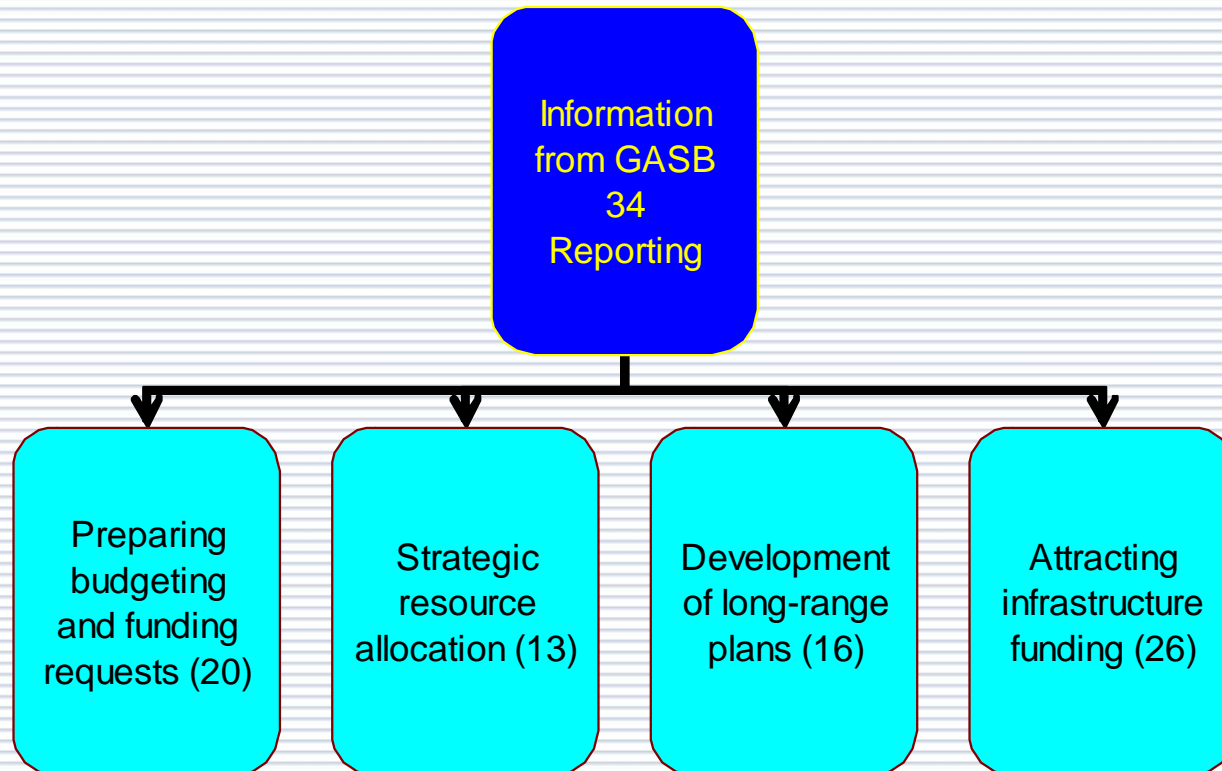 Information
from GASB
34
Reporting
Preparing
budgeting
and funding
requests (20)
Strategic
resource
allocation (13)
Development
of long-range
plans (16)
Attracting
infrastructure
funding (26)